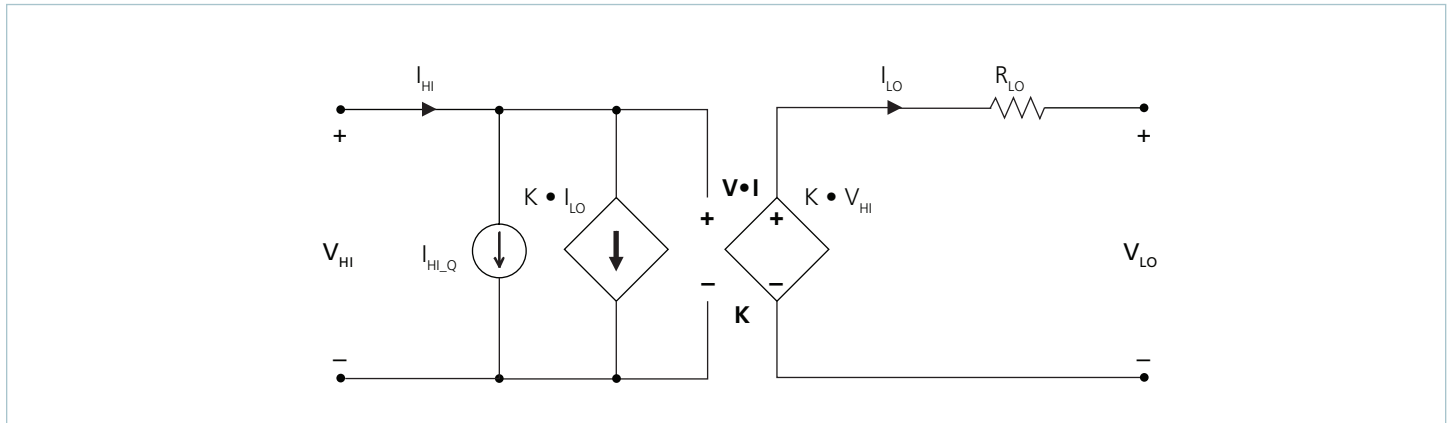 I_HI
I_LO
R_LO
+
+
K • I_LO
V•I
K • V_HI
+
+
V_HI
I_HI_Q
V_LO
–
–
K
–
–